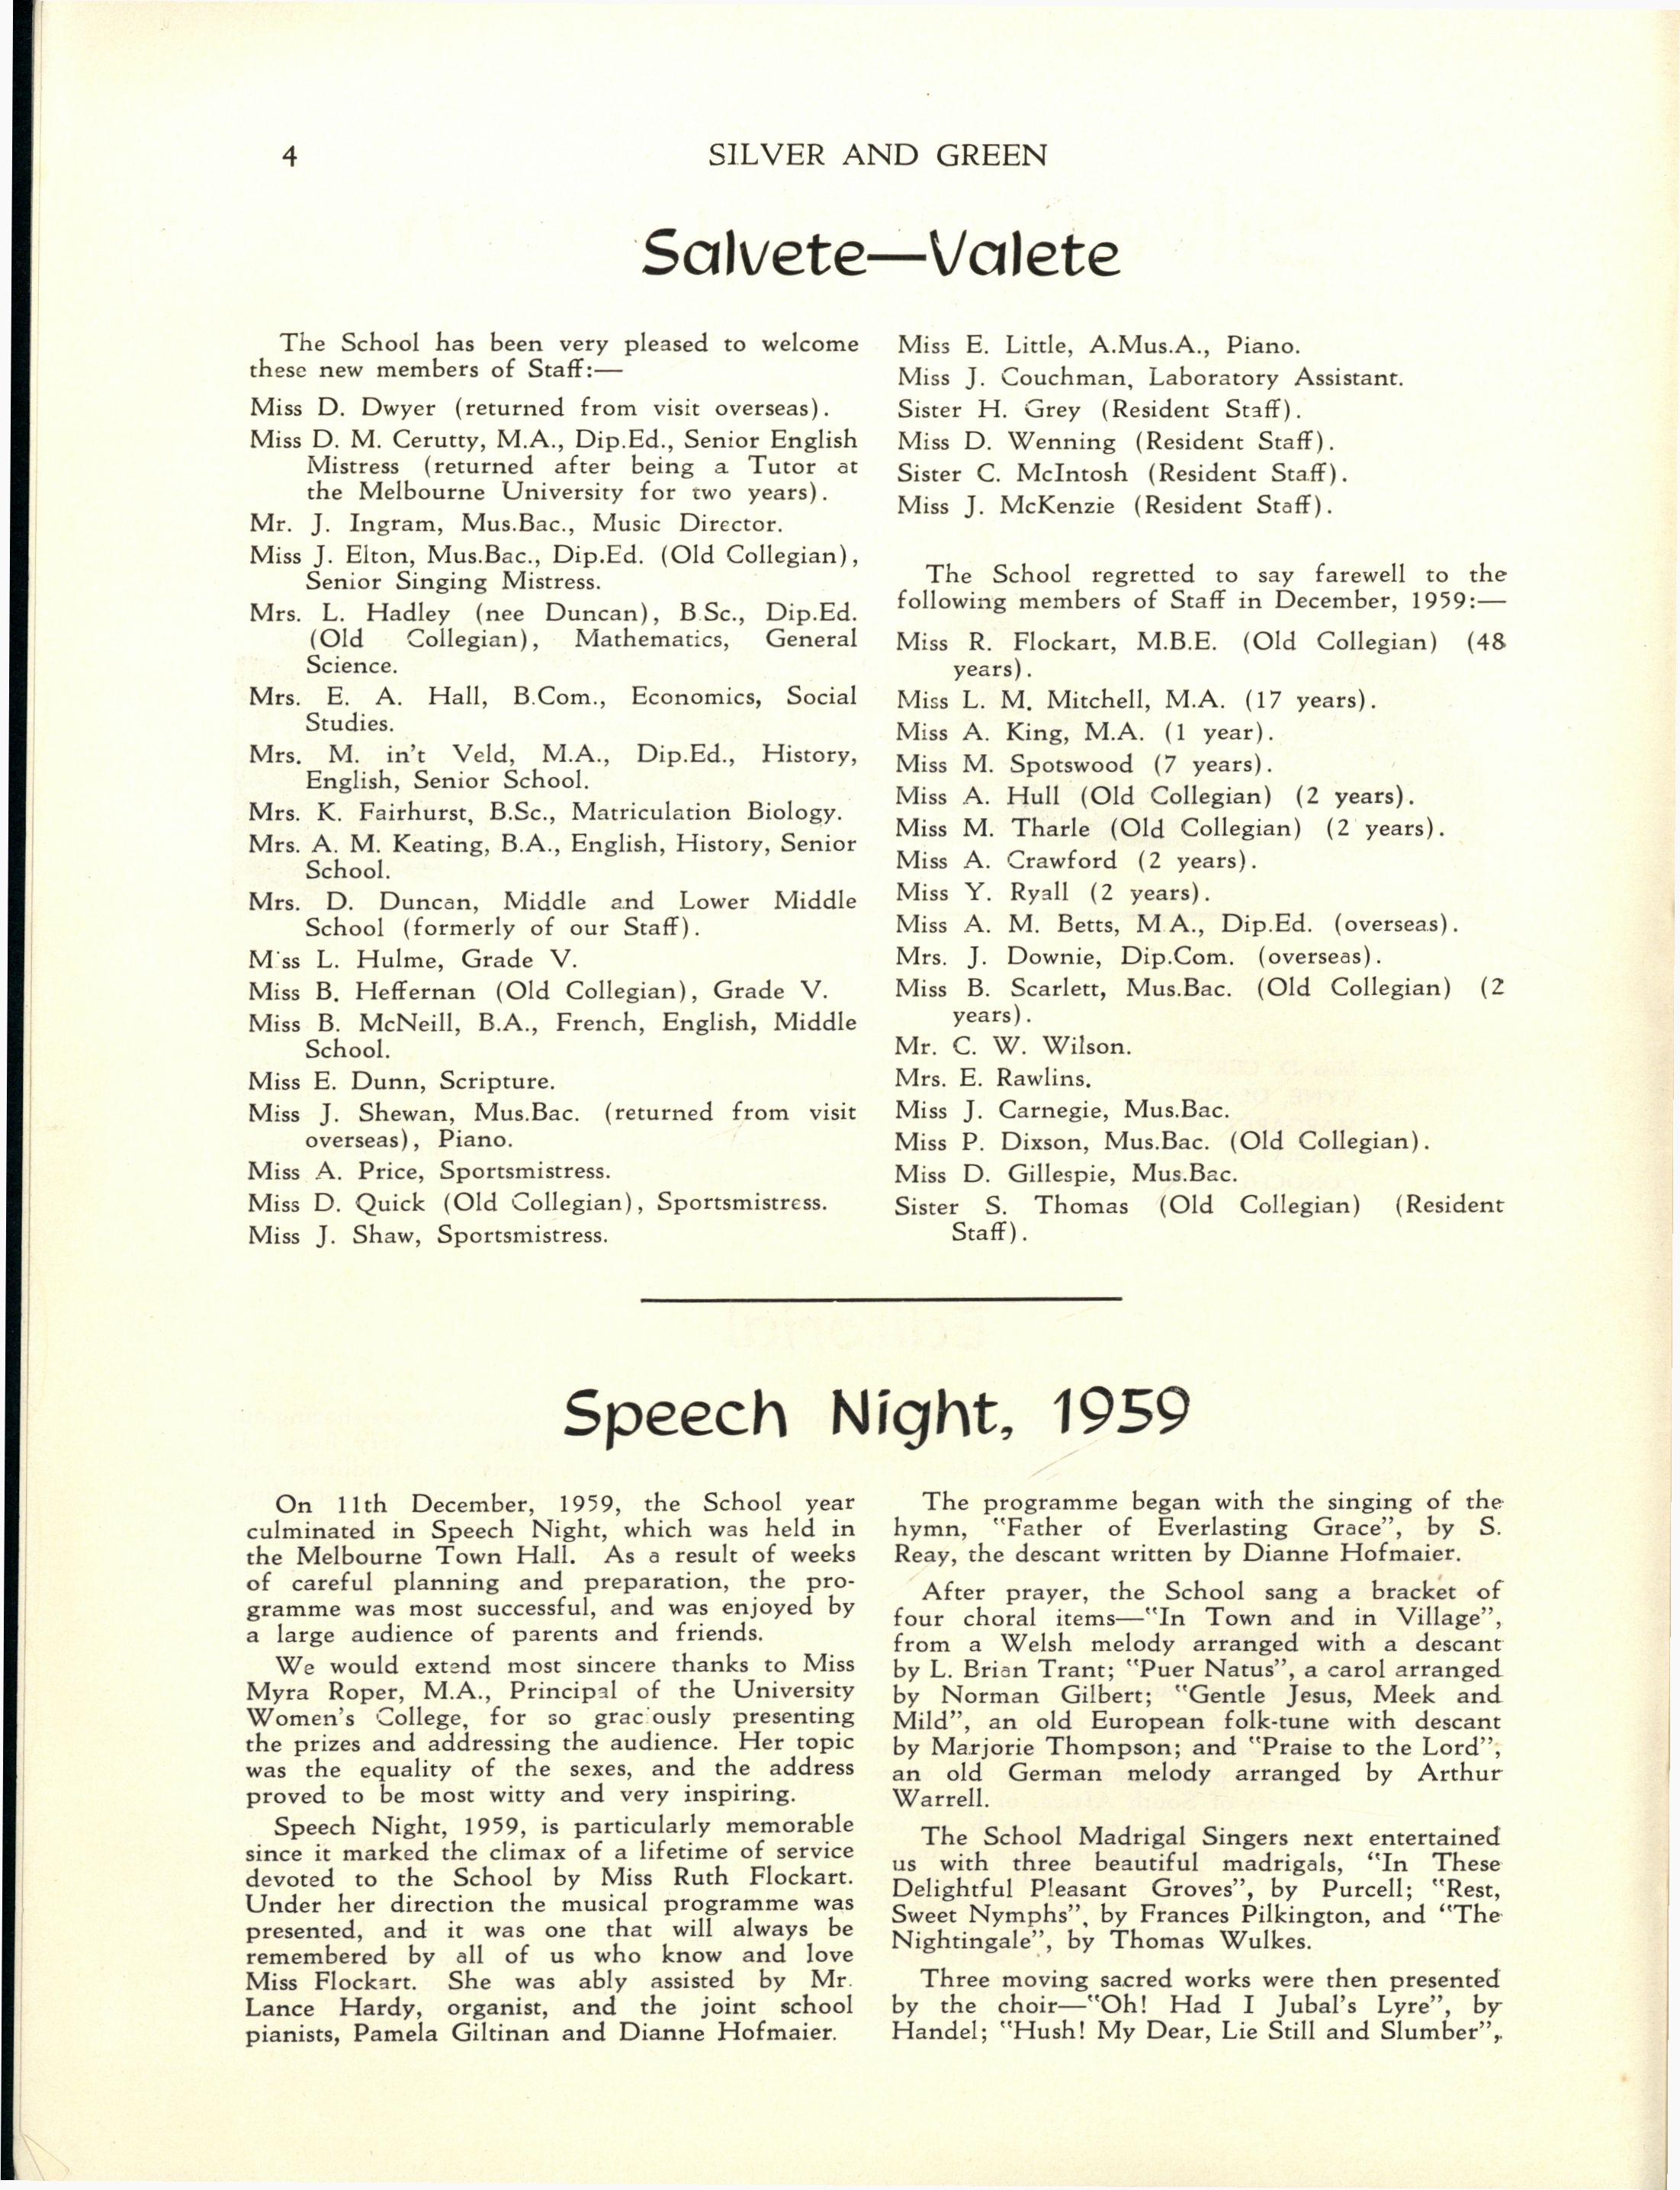 4
SILVER AND GREEN
Salvete—Valete
The School has been very pleased to welcome
these new members of Staff:—
Miss D. Dwyer (returned from visit overseas).
Miss D. M. Cerutty, M.A., Dip.Ed., Senior English
Mistress (returned after being a Tutor at
the Melbourne University for two years).
Mr. J. Ingram, Mus.Bac., Music Director.
Miss J. Elton, Mus.Bac., Dip.Ed. (Old Collegian),
Senior Singing Mistress.
Mrs. L. Hadley (nee Duncan), B.Sc., Dip.Ed.
(Old Collegian), Mathematics, General
Science.
Mrs. E. A. Hall, B.Com., Economics, Social
Studies.
Mrs. M. in't Veld, M.A., Dip.Ed., History,
English, Senior School.
Mrs. K. Fairhurst, B.Sc., Matriculation Biology.
Mrs. A. M. Keating, B.A., English, History, Senior
School.
Mrs. D. Duncan, Middle and Lower Middle
School (formerly of our Staff).
Miss L. Hulme, Grade V.
Miss B. Heffernan (Old Collegian), Grade V.
Miss B. McNeill, B.A., French, English, Middle
School.
Miss E. Dunn, Scripture.
Miss J. Shewan, Mus.Bac. (returned from visit
overseas), Piano.
Miss A. Price, Sportsmistress.
Miss D. Quick (Old Collegian), Sportsmistress.
Miss J. Shaw, Sportsmistress.
Miss E. Little, A.Mus.A., Piano.
Miss J. Couchman, Laboratory Assistant.
Sister H. Grey (Resident Staff).
Miss D. Wenning (Resident Staff).
Sister C. McIntosh (Resident Staff).
Miss J. McKenzie (Resident Staff).
The School regretted to say farewell to the
following members of Staff in December, 1959:—
Miss R. Flockart, M.B.E. (Old Collegian) (48
years).
Miss L. M. Mitchell, M.A. (17 years).
Miss A. King, M.A. (1 year).
Miss M. Spotswood (7 years).
Miss A. Hull (Old Collegian) (2 years).
Miss M. Tharle (Old Collegian) (2 years).
Miss A. Crawford (2 years).
Miss Y. Ryall (2 years).
Miss A. M. Betts, M.A., Dip.Ed. (overseas).
Mrs. J. Downie, Dip.Com. (overseas).
Miss B. Scarlett, Mus.Bac. (Old Collegian) (2
years).
Mr. C. W. Wilson.
Mrs. E. Rawlins.
Miss J. Carnegie, Mus.Bac.
Miss P. Dixson, Mus.Bac. (Old Collegian).
Miss D. Gillespie, Mus.Bac.
Sister S. Thomas (Old Collegian) (Resident
Staff).
Speech Night, 1959
On 11th December, 1959, the School year
culminated in Speech Night, which was held in
the Melbourne Town Hall. As a result of weeks
of careful planning and preparation, the pro-
gramme was most successful, and was enjoyed by
a large audience of parents and friends.
We would extend most sincere thanks to Miss
Myra Roper, M.A., Principal of the University
Women's College, for so graciously presenting
the prizes and addressing the audience. Her topic
was the equality of the sexes, and the address
proved to be most witty and very inspiring.
Speech Night, 1959, is particularly memorable
since it marked the climax of a lifetime of service
devoted to the School by Miss Ruth Flockart.
Under her direction the musical programme was
presented, and it was one that will always be
remembered by all of us who know and love
Miss Flockart. She was ably assisted by Mr.
Lance Hardy, organist, and the joint school
pianists, Pamela Giltinan and Dianne Hofmaier.
The programme began with the singing of the
hymn, "Father of Everlasting Grace", by S.
Reay, the descant written by Dianne Hofmaier.
After prayer, the School sang a bracket of
four choral items—"In Town and in Village",
from a Welsh melody arranged with a descant
by L. Brian Trant; "Puer Natus", a carol arranged
by Norman Gilbert; "Gentle Jesus, Meek and
Mild", an old European folk-tune with descant
by Marjorie Thompson; and "Praise to the Lord",
an old German melody arranged by Arthur
Warrell.
The School Madrigal Singers next entertained
us with three beautiful madrigals, "In These
Delightful Pleasant Groves", by Purcell; "Rest,
Sweet Nymphs", by Frances Pilkington, and "The
Nightingale", by Thomas Wulkes.
Three moving sacred works were then presented
by the choir—"Oh! Had I Jubal's Lyre", by
Handel; "Hush! My Dear, Lie Still and Slumber",